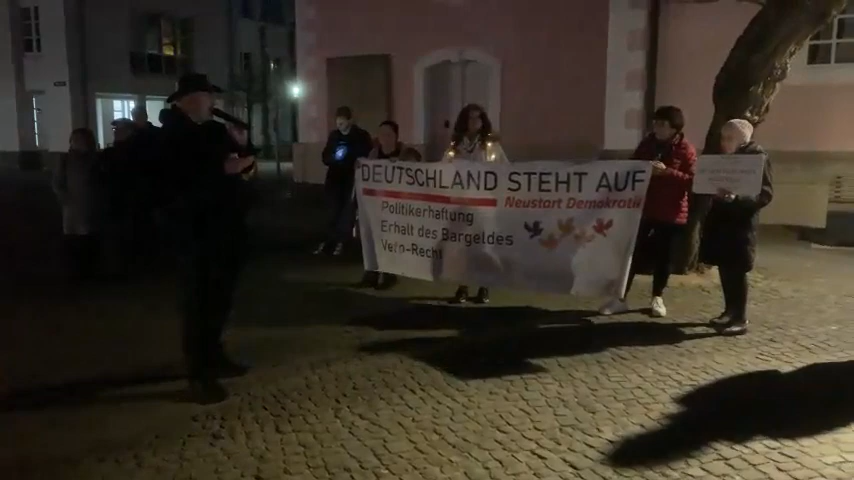 DEUTSCHLAND STEHT AUF
Neustart Demokratie
Politikerhaftung
Erhalt des Bargeldes
Veto-Recht